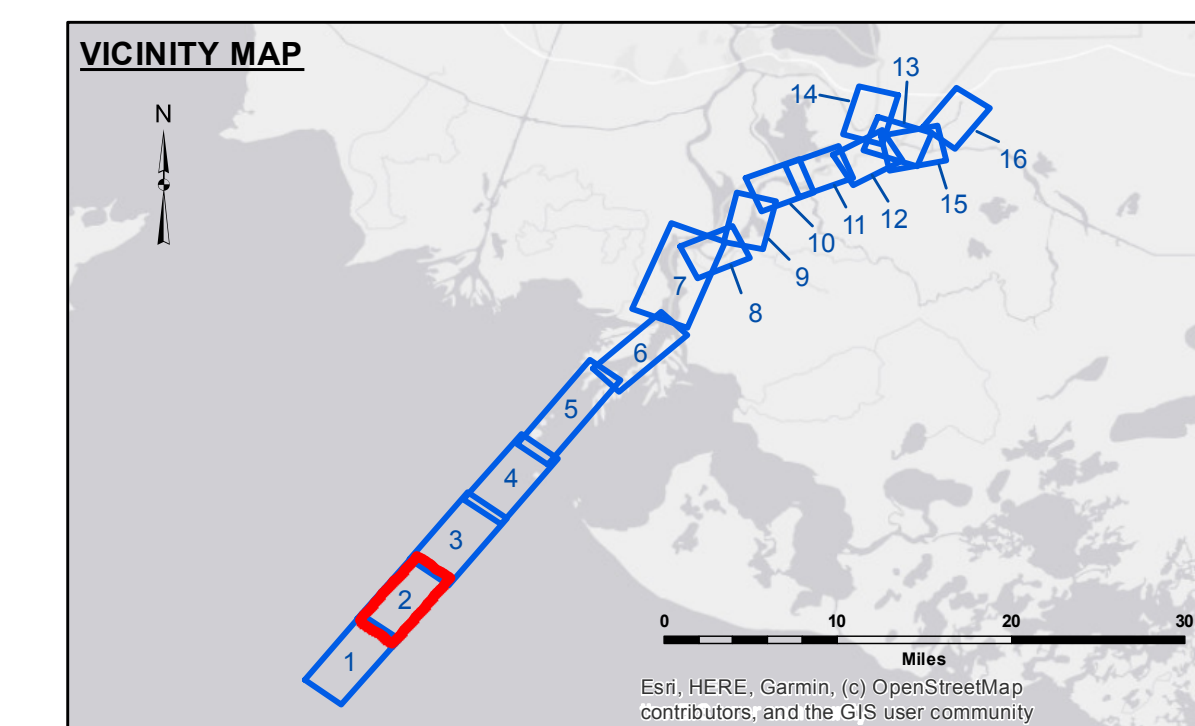 VICINITY MAP
N
13
14
16
15
12
11
10
9
8
7
6
5
4
3
2
1
0 10 20 30
Miles
Esri, HERE, Garmin, (c) OpenStreetMap
contributors, and the GIS user community